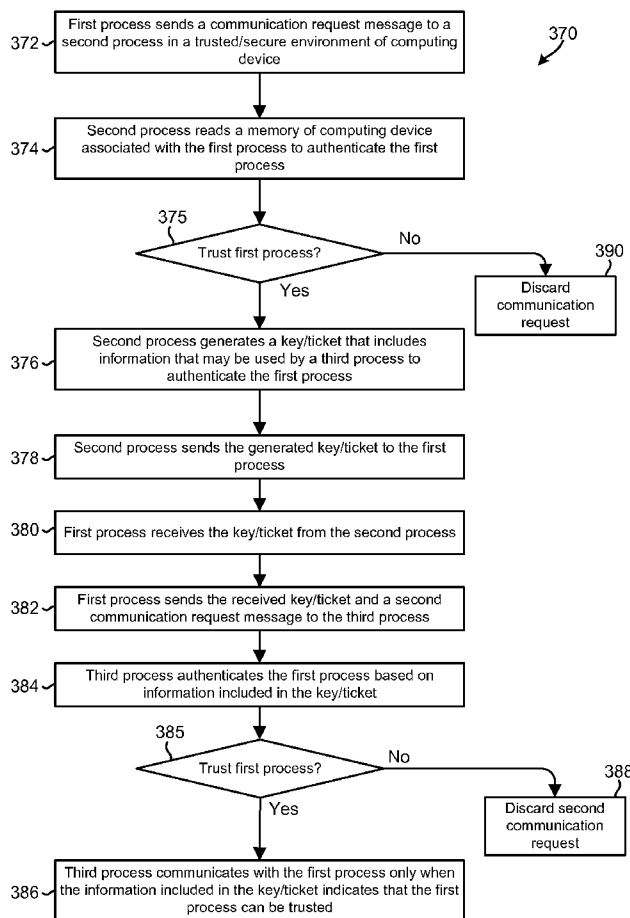 370
372
First process sends a communication request message to
a second process in a trusted/secure environment of computing
device
374
Second process reads a memory of computing device
associated with the first process to authenticate the first
process
375
Trust first process?
No
Yes
390
Discard
communication
request
376
Second process generates a key/ticket that includes
information that may be used by a third process to
authenticate the first process
378
Second process sends the generated key/ticket to the first
process
380
First process receives the key/ticket from the second process
382
First process sends the received key/ticket and a second
communication request message to the third process
384
Third process authenticates the first process based on
information included in the key/ticket
385
Trust first process?
No
Yes
388
Discard second
communication
request
386
Third process communicates with the first process only when
the information included in the key/ticket indicates that the first
process can be trusted